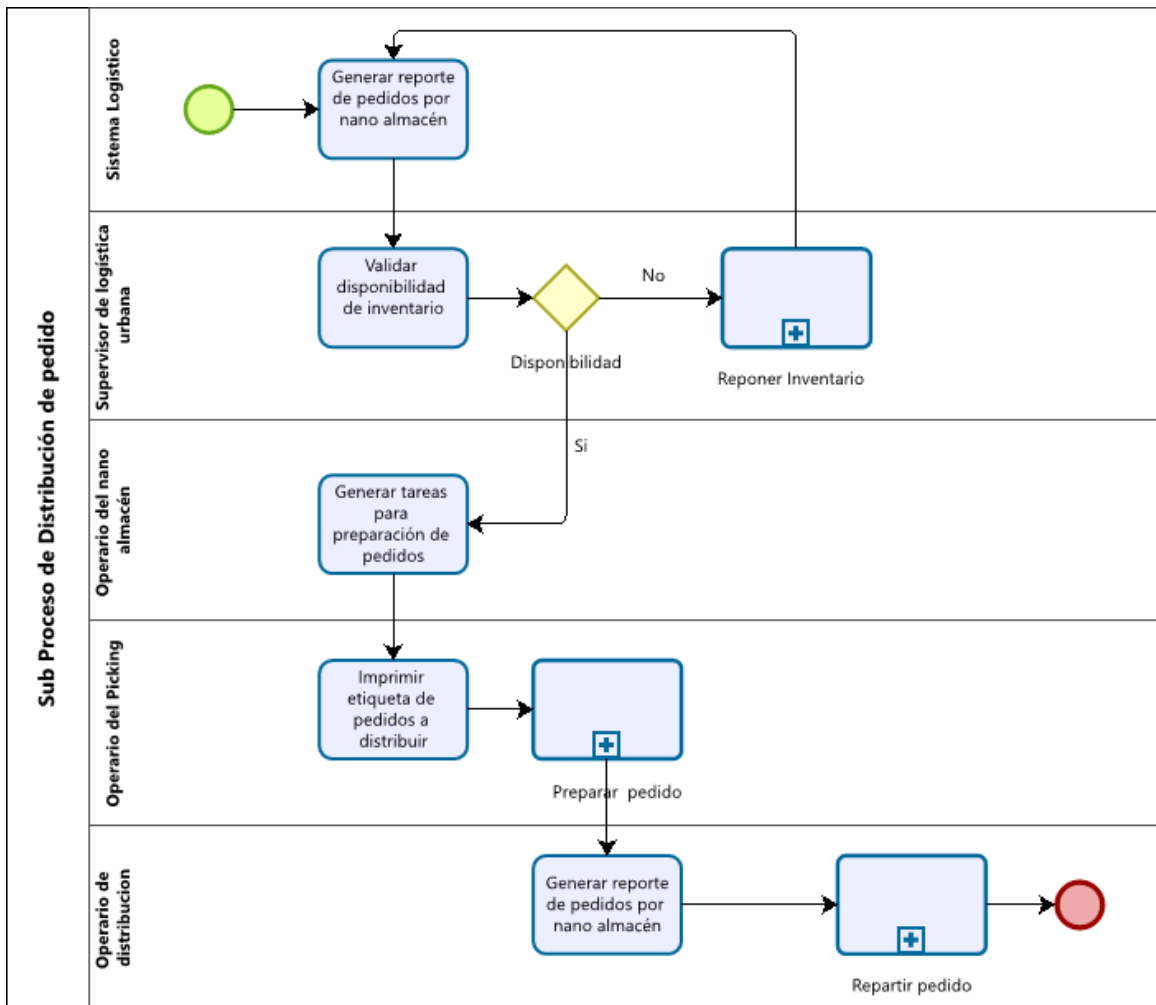 Sub Proceso de Distribución de pedido
Sistema Logistico
Generar reporte
de pedidos por
nano almacén
Supervisor de logística
urbana
Validar
disponibilidad
de inventario
Disponibilidad
No
Reponer Inventario
Si
Operario del nano
almacén
Generar tareas
para
preparación de
pedidos
Operario del Picking
Imprimir
etiqueta de
pedidos a
distribuir
Preparar pedido
Operario de
distribucion
Generar reporte
de pedidos por
nano almacén
Repartir pedido